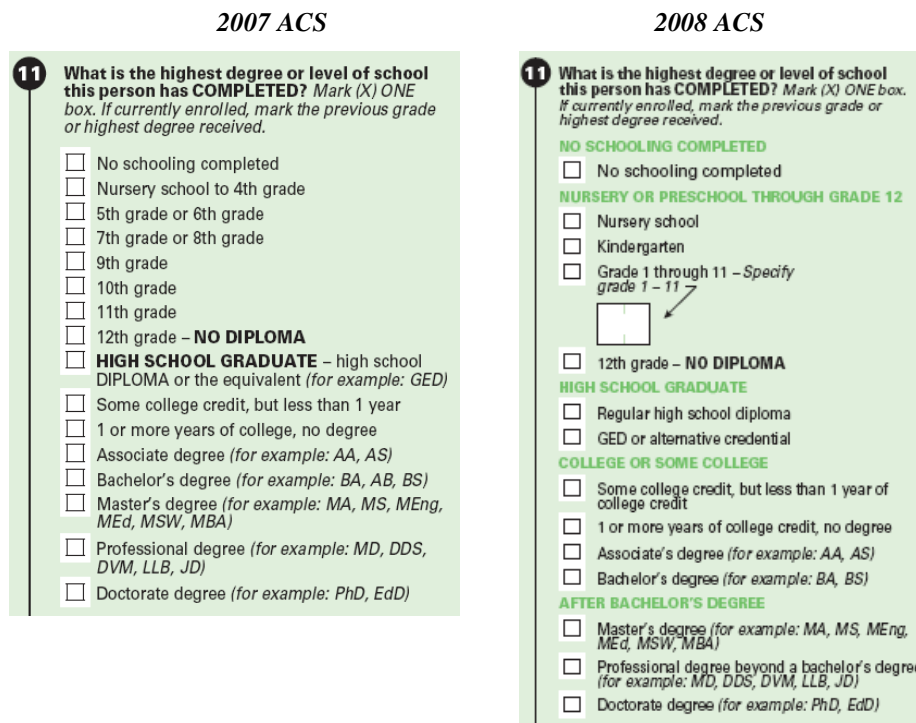 2007 ACS
11 What is the highest degree or level of school
this person has COMPLETED? Mark (X) ONE
box. If currently enrolled, mark the previous grade
or highest degree received.
No schooling completed
Nursery school to 4th grade
5th grade or 6th grade
7th grade or 8th grade
9th grade
10th grade
11th grade
12th grade – NO DIPLOMA
HIGH SCHOOL GRADUATE – high school
DIPLOMA or the equivalent (for example: GED)
Some college credit, but less than 1 year
1 or more years of college, no degree
Associate degree (for example: AA, AS)
Bachelor's degree (for example: BA, AB, BS)
Master's degree (for example: MA, MS, MEng,
MEd, MSW, MBA)
Professional degree (for example: MD, DDS,
DVM, LLB, JD)
Doctorate degree (for example: PhD, EdD)
2008 ACS
11 What is the highest degree or level of school
this person has COMPLETED? Mark (X) ONE box.
If currently enrolled, mark the previous grade or
highest degree received.
NO SCHOOLING COMPLETED
No schooling completed
NURSERY OR PRESCHOOL THROUGH GRADE 12
Nursery school
Kindergarten
Grade 1 through 11 – Specify
grade 1 – 11
12th grade – NO DIPLOMA
HIGH SCHOOL GRADUATE
Regular high school diploma
GED or alternative credential
COLLEGE OR SOME COLLEGE
Some college credit, but less than 1 year of
college credit
1 or more years of college credit, no degree
Associate's degree (for example: AA, AS)
Bachelor's degree (for example: BA, BS)
AFTER BACHELOR'S DEGREE
Master's degree (for example: MA, MS, MEng,
MEd, MSW, MBA)
Professional degree beyond a bachelor's degree
(for example: MD, DDS, DVM, LLB, JD)
Doctorate degree (for example: PhD, EdD)